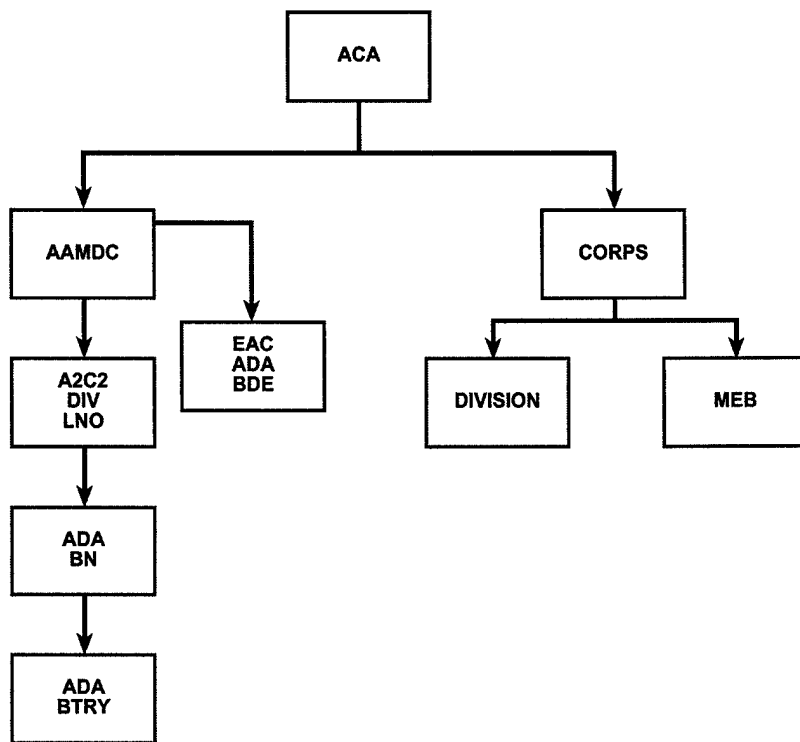 ACA
AAMDC
CORPS
EAC
ADA
BDE
A2C2
DIV
LNO
DIVISION
MEB
ADA
BN
ADA
BTRY